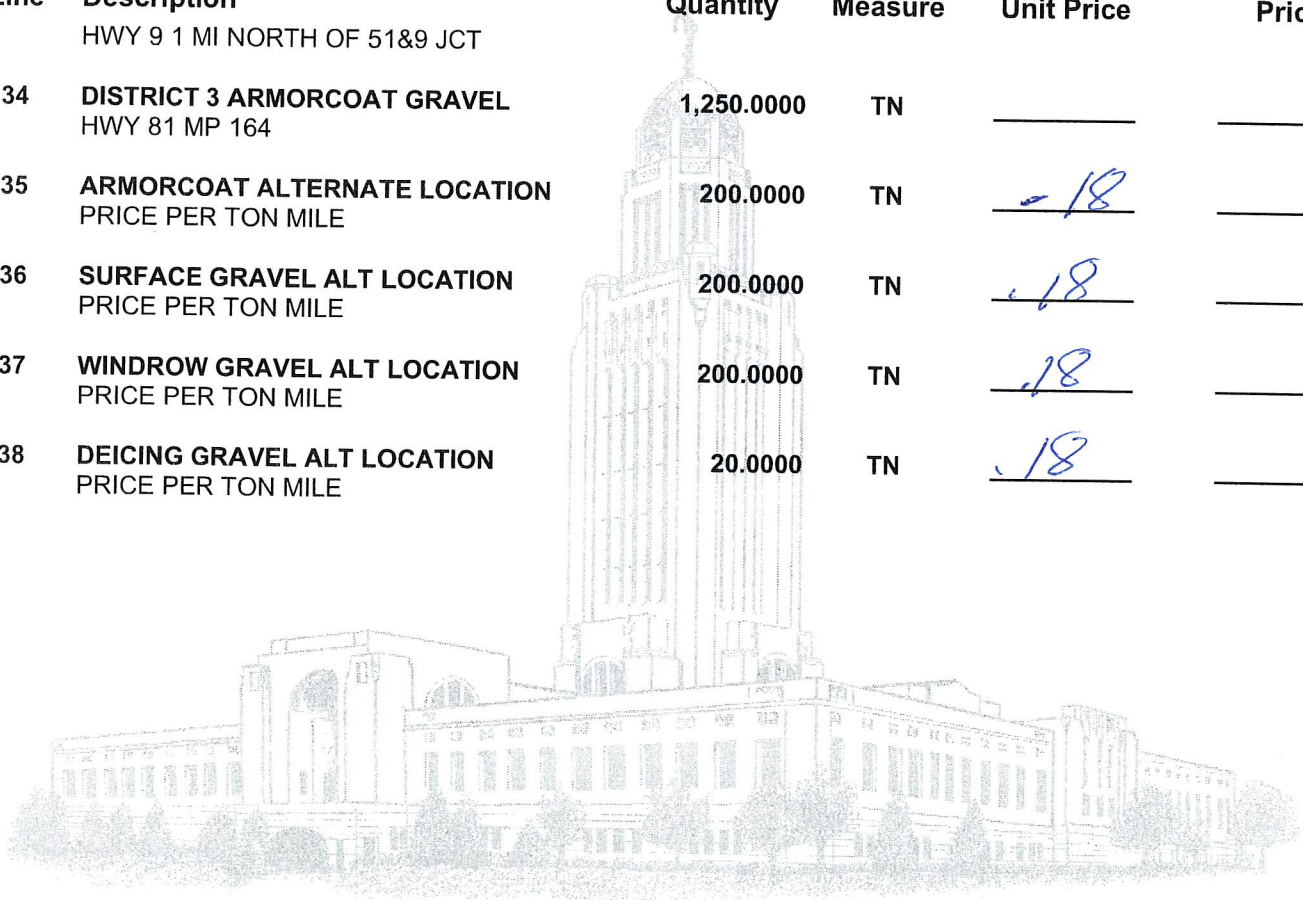 Line Description Quantity Measure Unit Price Pric
HWY 9 1 MI NORTH OF 51&9 JCT
34 DISTRICT 3 ARMORCOAT GRAVEL 1,250.0000 TN
HWY 81 MP 164
35 ARMORCOAT ALTERNATE LOCATION 200.0000 TN .18
PRICE PER TON MILE
36 SURFACE GRAVEL ALT LOCATION 200.0000 TN .18
PRICE PER TON MILE
37 WINDROW GRAVEL ALT LOCATION 200.0000 TN .18
PRICE PER TON MILE
38 DEICING GRAVEL ALT LOCATION 20.0000 TN .18
PRICE PER TON MILE